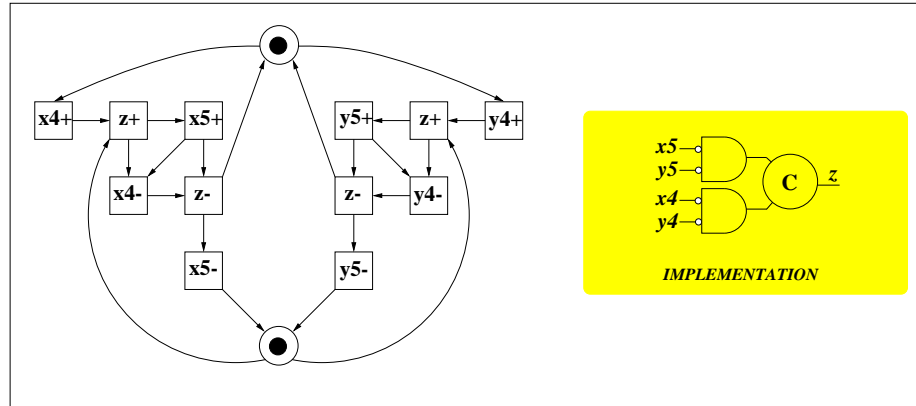 x4+
z+
x5+
y5+
z+
y4+
x4-
z-
z-
y4-
x5-
y5-
x5
y5
x4
y4
C
z
IMPLEMENTATION